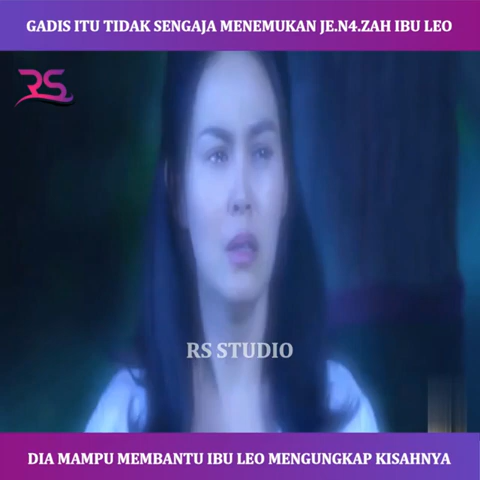 GADIS ITU TIDAK SENGAJA MENEMUKAN JE.N4.ZAH IBU LEO
RS
RS STUDIO
DIA MAMPU MEMBANTU IBU LEO MENGUNGKAP KISAHNYA